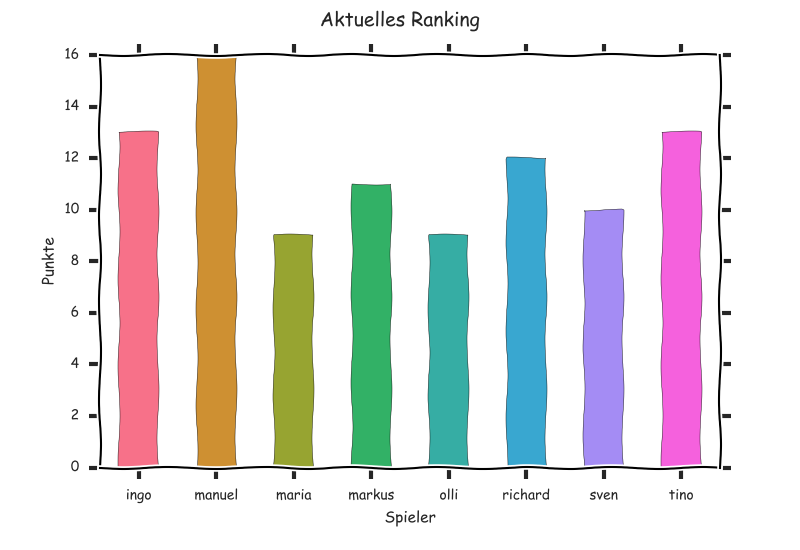 Aktuelles Ranking
16
14
12
10
8
6
4
2
0
Punkte
ingo manuel maria markus olli richard sven tino
Spieler